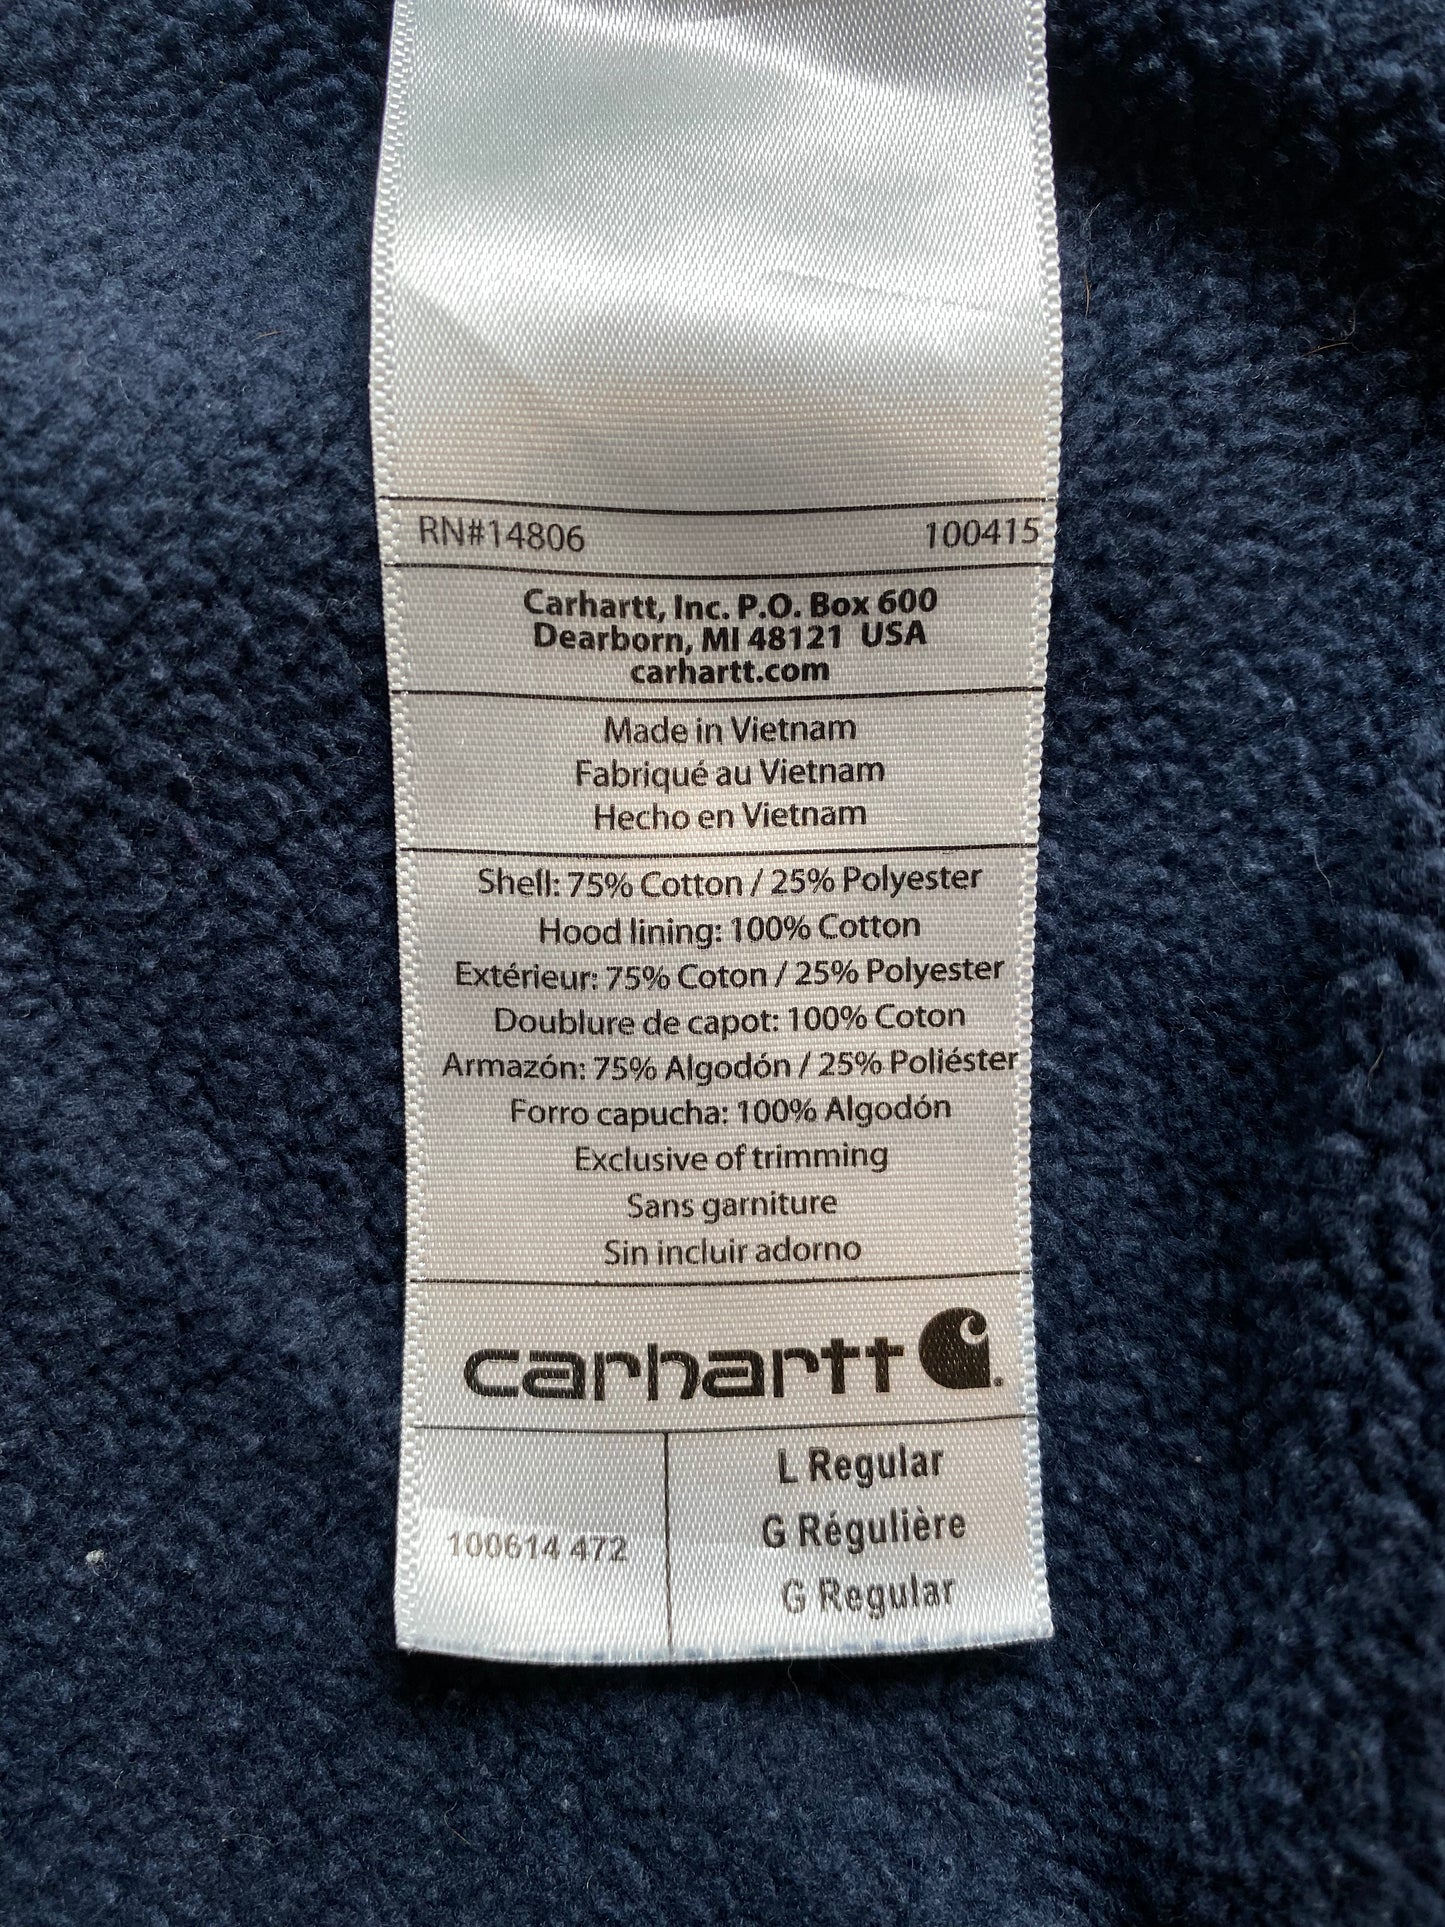 RN#14806 100415
Carhartt, Inc. P.O. Box 600
Dearborn, MI 48121 USA
carhartt.com
Made in Vietnam
Fabriqué au Vietnam
Hecho en Vietnam
Shell: 75% Cotton / 25% Polyester
Hood lining: 100% Cotton
Extérieur: 75% Coton / 25% Polyester
Doublure de capot: 100% Coton
Armazón: 75% Algodón / 25% Poliéster
Forro capucha: 100% Algodón
Exclusive of trimming
Sans garniture
Sin incluir adorno
carhartt
L Regular
G Régulière
100614 472
G Regular